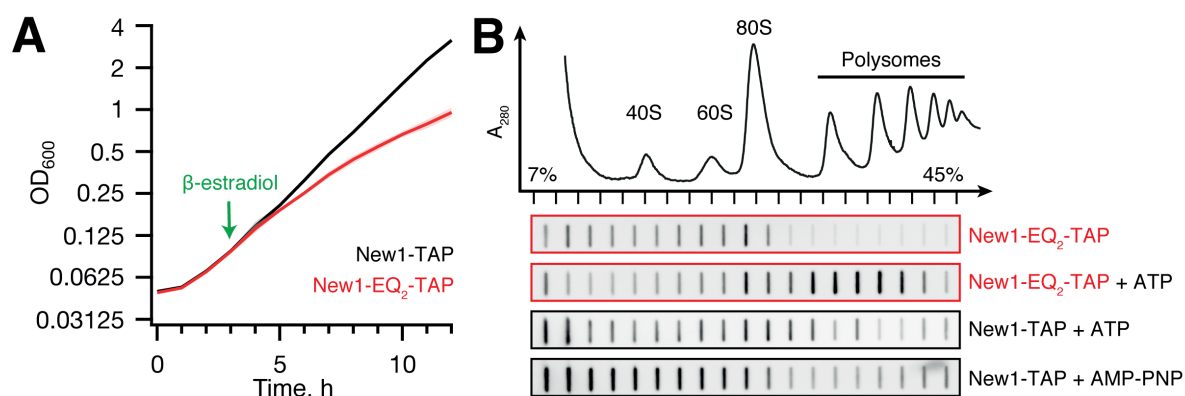 A
OD600
4
2
1
0.5
0.25
0.125
0.0625
0.03125
β-estradiol
New1-TAP
New1-EQ2-TAP
0
5
10
Time, h
B
A280
40S
60S
80S
Polysomes
7%
45%
New1-EQ2-TAP
New1-EQ2-TAP + ATP
New1-TAP + ATP
New1-TAP + AMP-PNP